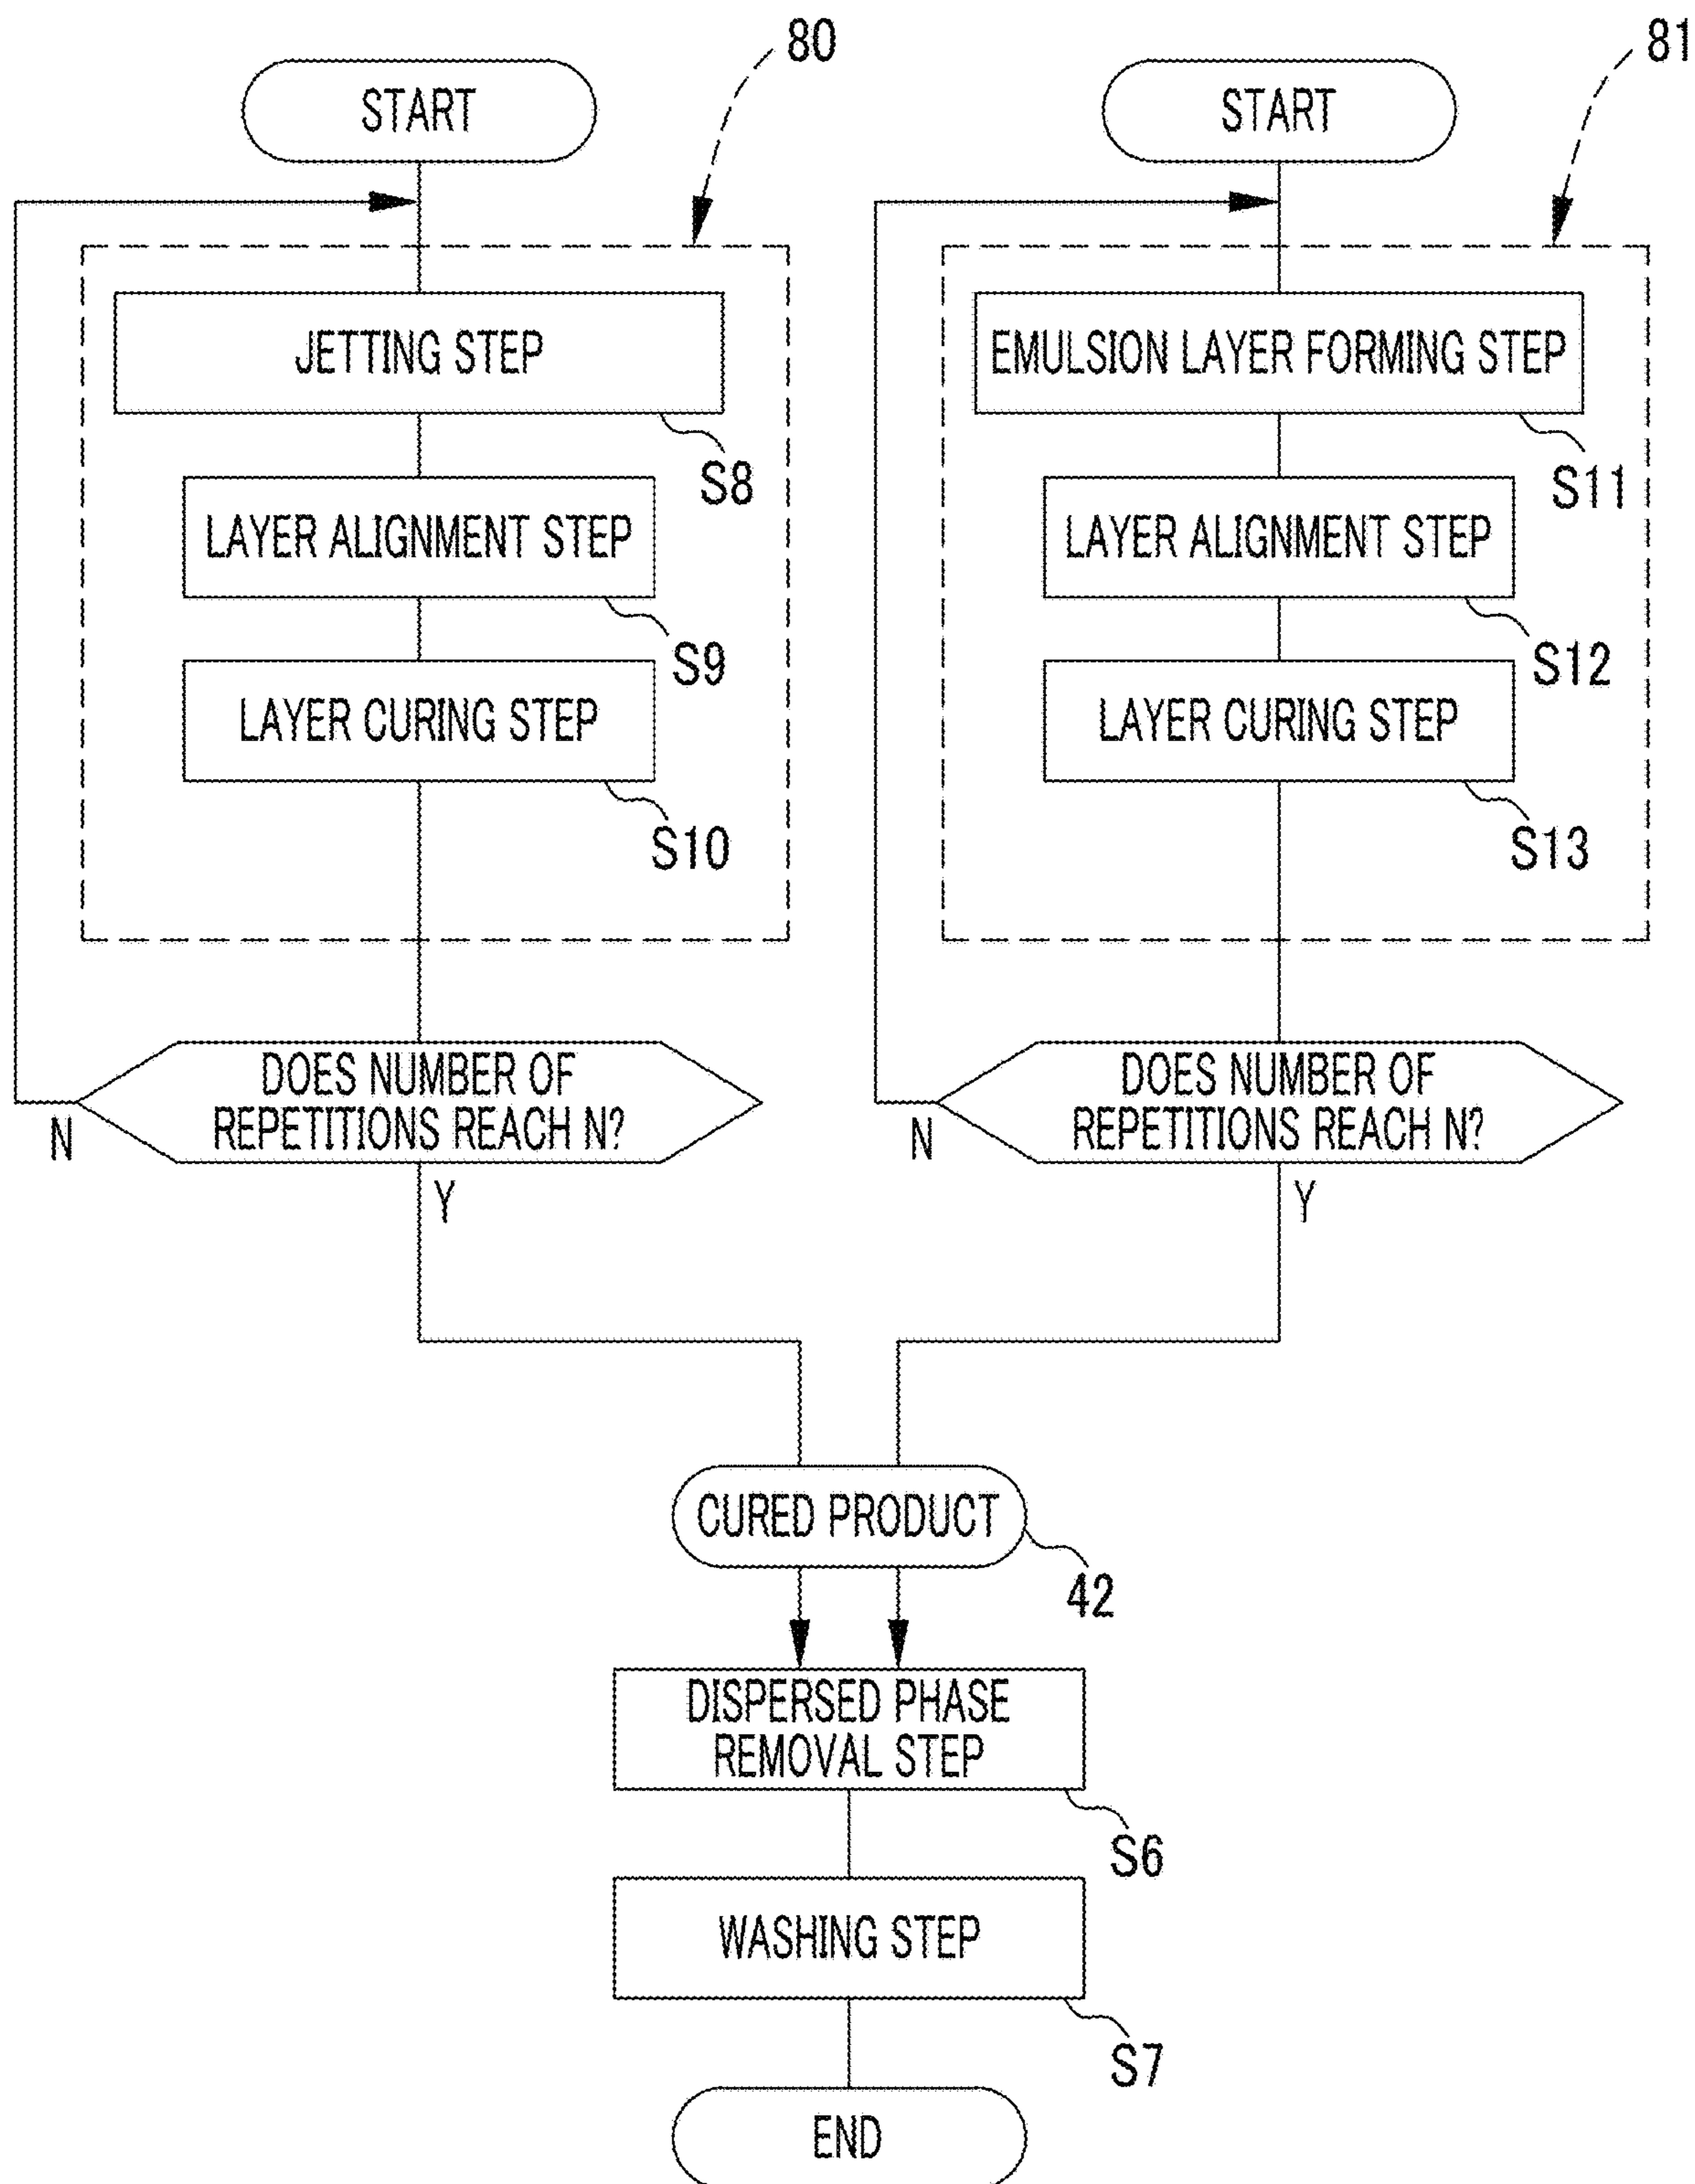 80
START
JETTING STEP
S8
LAYER ALIGNMENT STEP
S9
LAYER CURING STEP
S10
DOES NUMBER OF
REPETITIONS REACH N?
N
Y
81
START
EMULSION LAYER FORMING STEP
S11
LAYER ALIGNMENT STEP
S12
LAYER CURING STEP
S13
DOES NUMBER OF
REPETITIONS REACH N?
N
Y
CURED PRODUCT
42
DISPERSED PHASE
REMOVAL STEP
S6
WASHING STEP
S7
END